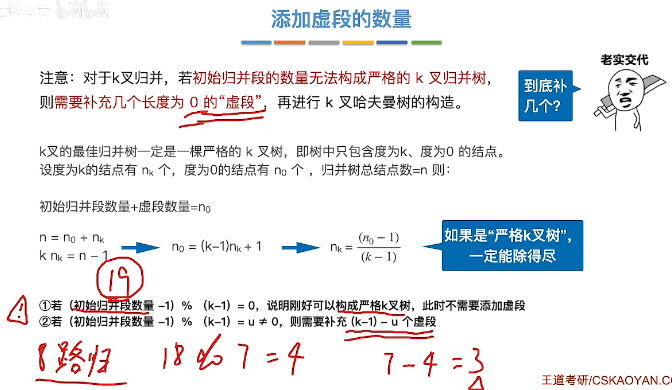 添加虚段的数量
注意：对于k叉归并，若初始归并段的数量无法构成严格的 k 叉归并树，
则需要补充几个长度为 0 的“虚段”，再进行 k 叉哈夫曼树的构造。
老实交代
到底补
几个？
k叉的最佳归并树一定是一棵严格的 k 叉树，即树中只包含度为k、度为0 的结点。
设度为k的结点有 nk 个，度为0的结点有 n0 个，归并树总结点数=n 则：
初始归并段数量+虚段数量=n0
n = n0 + nk
k nk = n − 1
n0 = (k-1)nk + 1
nk = (n0 −1) / (k−1)
如果是“严格k叉树”，
一定能除得尽
19
①若（初始归并段数量 -1）%（k-1）= 0，说明刚好可以构成严格k叉树，此时不需要添加虚段
②若（初始归并段数量 -1）%（k-1）= u ≠ 0，则需要补充 (k-1) − u 个虚段
8路归 18 % 7 = 4 7 − 4 = 3
王道考研/CSKAOYAN.COM